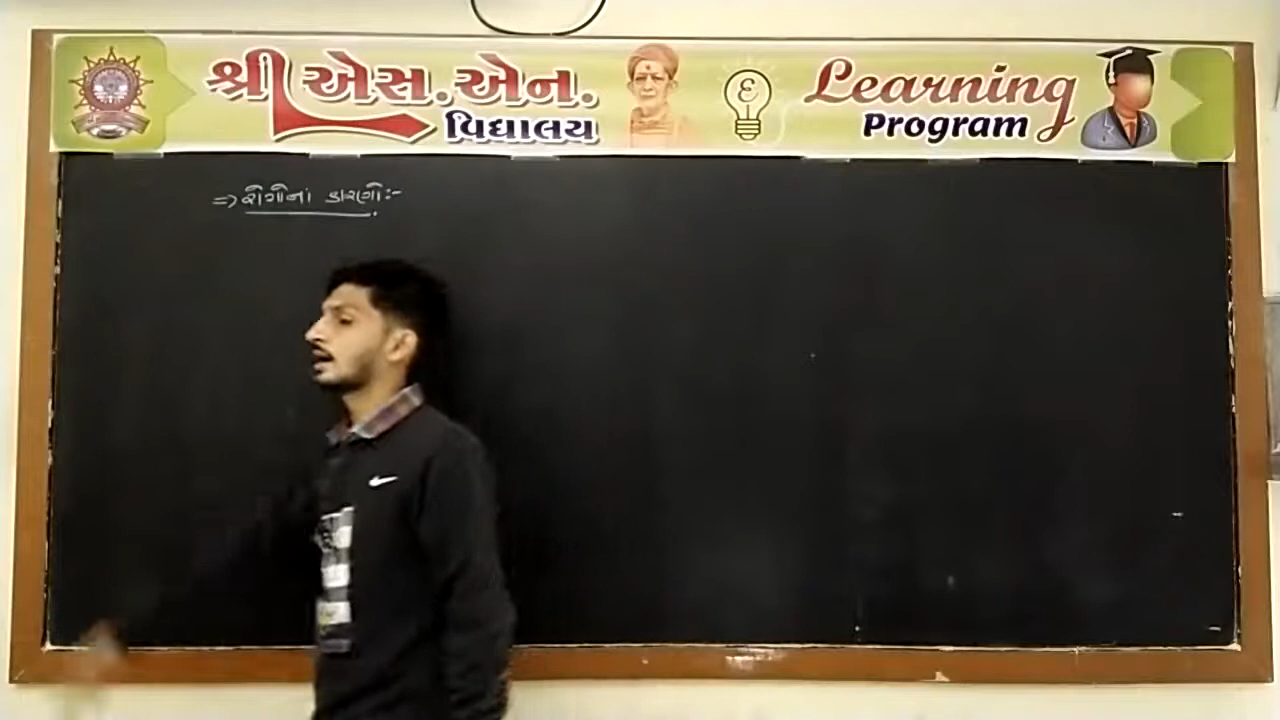 શ્રી એસ.એન.
વિદ્યાલય
Learning
Program
=> રોગોનાં કારણો:-